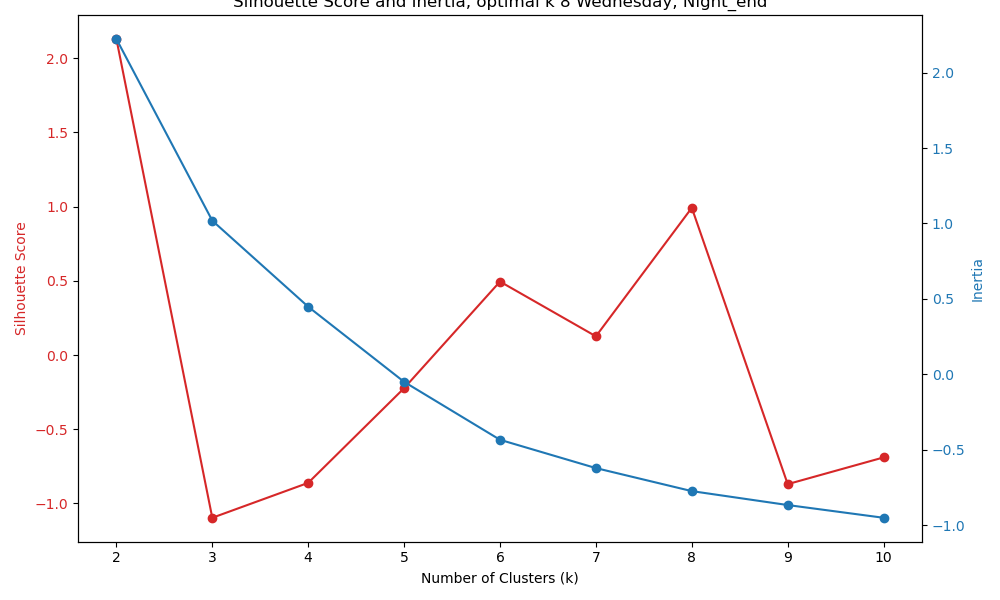 Silhouette Score and Inertia, optimal k 8 Wednesday, Night_end
2.0
1.5
1.0
0.5
0.0
−0.5
−1.0
Silhouette Score
2.0
1.5
1.0
0.5
0.0
−0.5
−1.0
Inertia
2 3 4 5 6 7 8 9 10
Number of Clusters (k)